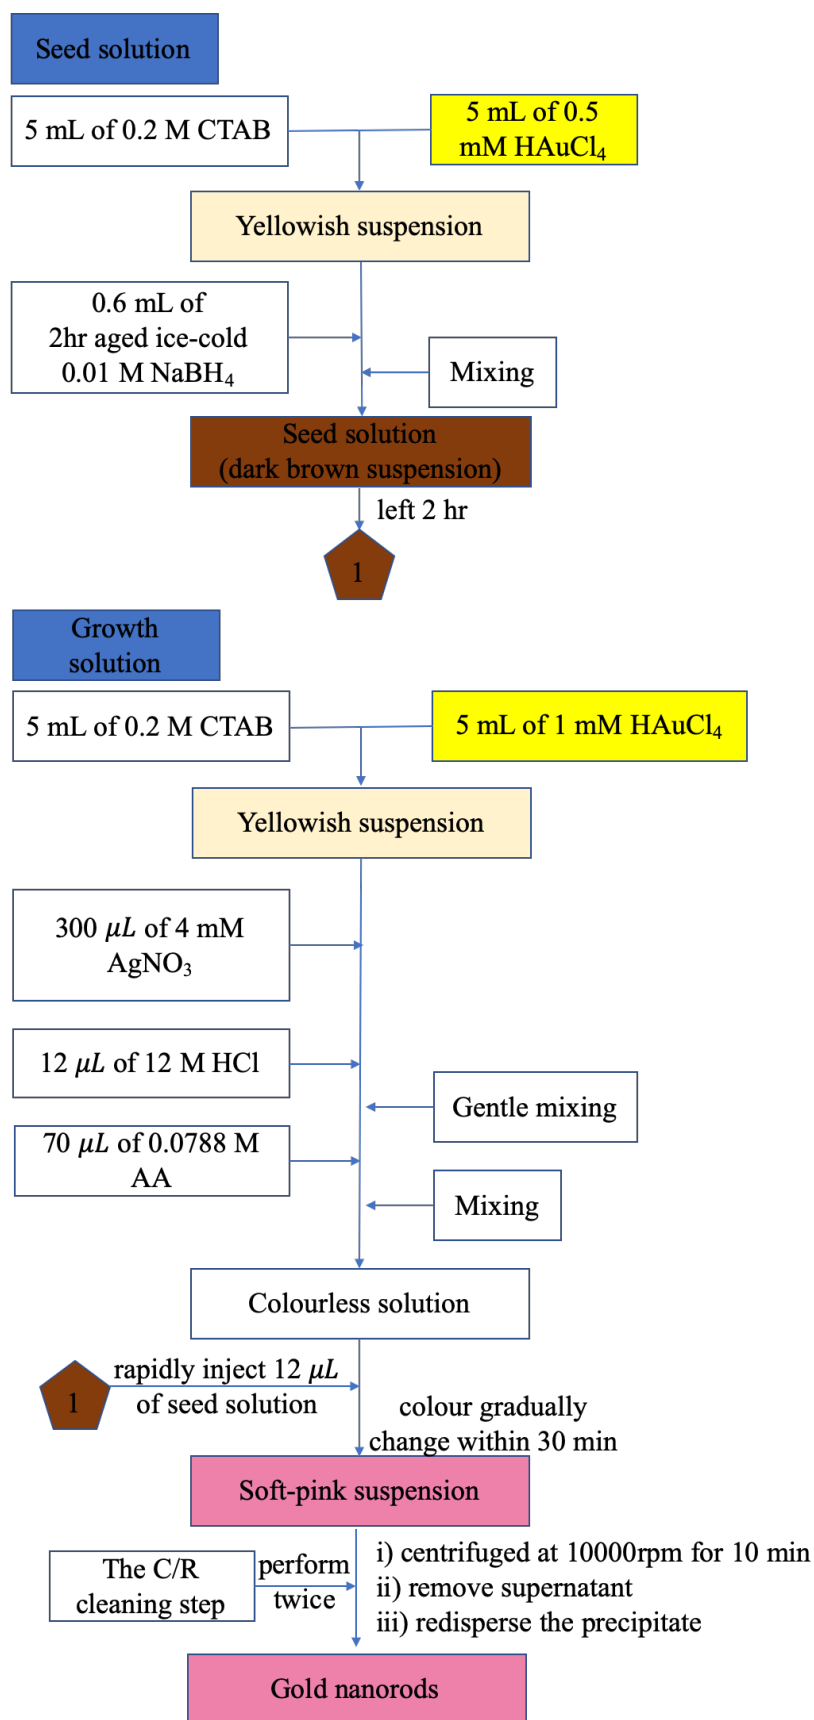 Seed solution
5 mL of 0.2 M CTAB
5 mL of 0.5
mM HAuCl₄
Yellowish suspension
0.6 mL of
2hr aged ice-cold
0.01 M NaBH₄
Mixing
Seed solution
(dark brown suspension)
left 2 hr
1
Growth
solution
5 mL of 0.2 M CTAB
5 mL of 1 mM HAuCl₄
Yellowish suspension
300 μL of 4 mM
AgNO₃
12 μL of 12 M HCl
Gentle mixing
70 μL of 0.0788 M
AA
Mixing
Colourless solution
1
rapidly inject 12 μL
of seed solution
colour gradually
change within 30 min
Soft-pink suspension
The C/R
cleaning step
perform
twice
i) centrifuged at 10000rpm for 10 min
ii) remove supernatant
iii) redisperse the precipitate
Gold nanorods